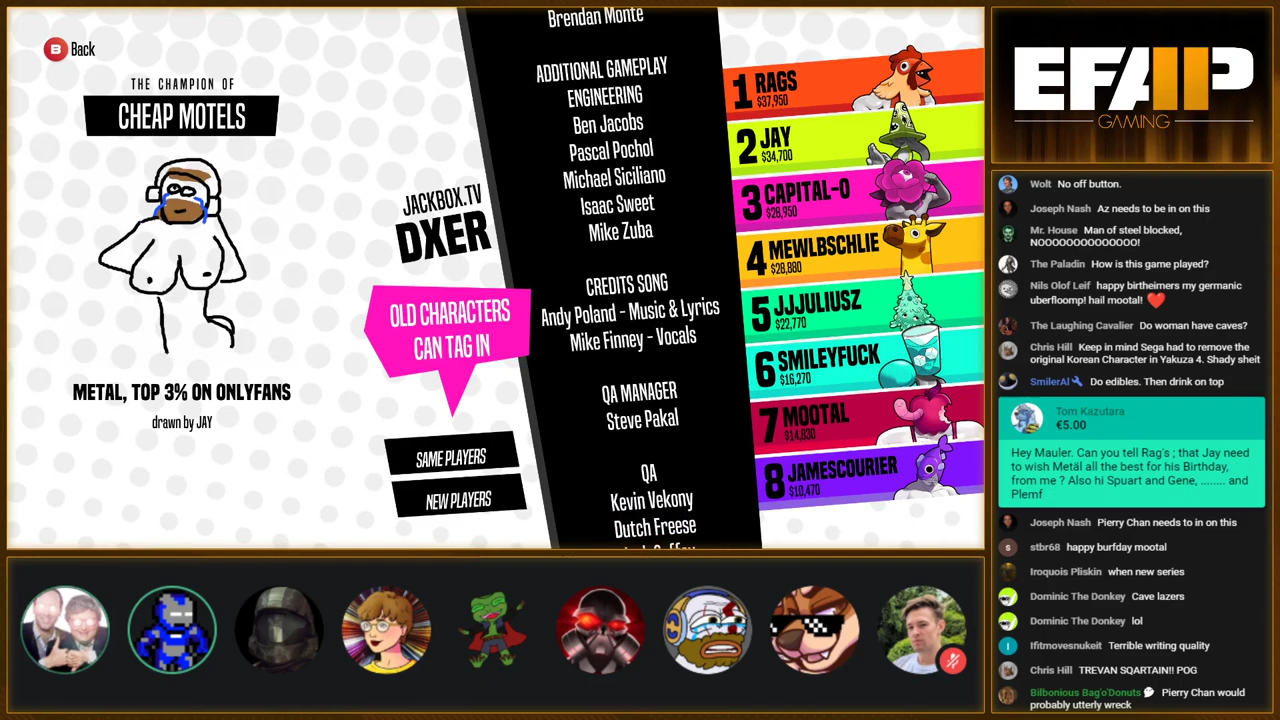 B Back
THE CHAMPION OF
CHEAP MOTELS
METAL, TOP 3% ON ONLYFANS
drawn by JAY
JACKBOX.TV
DXER
OLD CHARACTERS
CAN TAG IN
SAME PLAYERS
NEW PLAYERS
Brendan Monte
ADDITIONAL GAMEPLAY
ENGINEERING
Ben Jacobs
Pascal Pochol
Michael Siciliano
Isaac Sweet
Mike Zuba
CREDITS SONG
Andy Poland - Music & Lyrics
Mike Finney - Vocals
QA MANAGER
Steve Pakal
QA
Kevin Vekony
Dutch Freese
1 RAGS
$37,950
2 JAY
$34,700
3 CAPITAL-O
$28,950
4 MEWLBSCHLIE
$28,880
5 JJJULIUSZ
$22,770
6 SMILEYFUCK
$16,270
7 MOOTAL
$14,830
8 JAMESCOURIER
$10,470
EFAP
GAMING
Wolt No off button.
Joseph Nash Az needs to be in on this
Mr. House Man of steel blocked,
NOOOOOOOOOOOOOO!
The Paladin How is this game played?
Nils Olof Leif happy birtheimers my germanic
uberfloomp! hail mootal! ❤️
The Laughing Cavalier Do woman have caves?
Chris Hill Keep in mind Sega had to remove the
original Korean Character in Yakuza 4. Shady sheit
SmilerAl Do edibles. Then drink on top
Tom Kazutara
€5.00
Hey Mauler. Can you tell Rag's ; that Jay need
to wish Metäl all the best for his Birthday,
from me ? Also hi Spuart and Gene, ........ and
Plemf
Joseph Nash Pierry Chan needs to in on this
s stbr68 happy burfday mootal
Iroquois Pliskin when new series
Dominic The Donkey Cave lazers
Dominic The Donkey lol
I Ifitmovesnukeit Terrible writing quality
Chris Hill TREVAN SQARTAIN!! POG
Bilbonious Bag'o'Donuts Pierry Chan would
probably utterly wreck